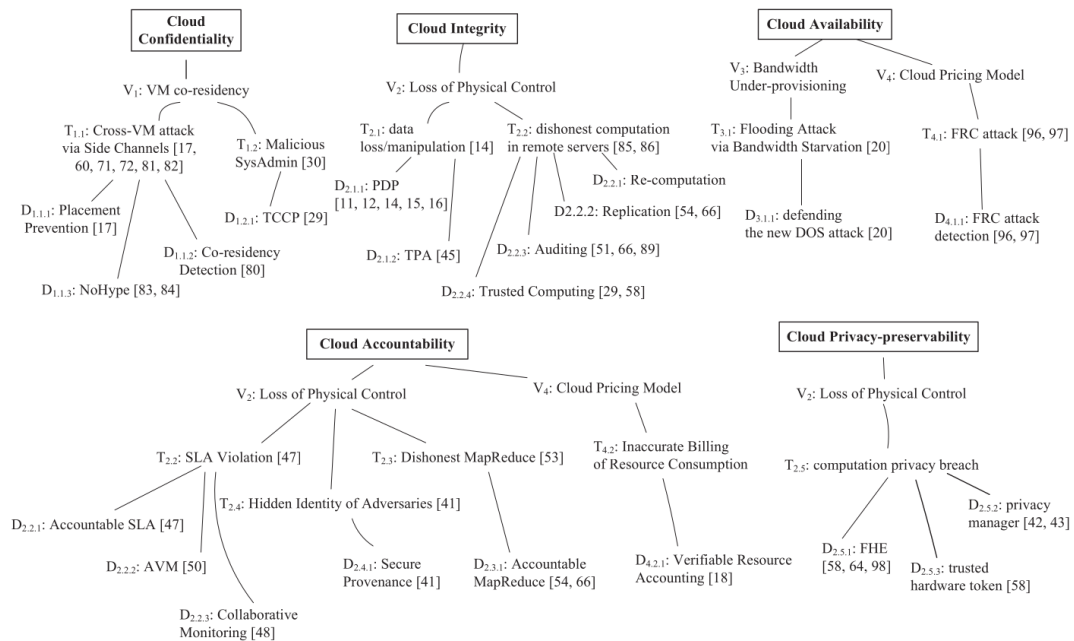 Cloud
Confidentiality
V1: VM co-residency
T1.1: Cross-VM attack
via Side Channels [17,
60, 71, 72, 81, 82]
T1.2: Malicious
SysAdmin [30]
D1.1.1: Placement
Prevention [17]
D1.2.1: TCCP [29]
D1.1.2: Co-residency
Detection [80]
D1.1.3: NoHype [83, 84]
Cloud Integrity
V2: Loss of Physical Control
T2.1: data
loss/manipulation [14]
T2.2: dishonest computation
in remote servers
[85, 86]
D2.1.1: PDP
[11, 12, 14, 15, 16]
D2.2.1: Re-computation
D2.2.2: Replication [54, 66]
D2.1.2: TPA [45]
D2.2.3: Auditing [51, 66, 89]
D2.2.4: Trusted Computing [29, 58]
Cloud Availability
V3: Bandwidth
Under-provisioning
V4: Cloud Pricing Model
T3.1: Flooding Attack
via Bandwidth Starvation [20]
T4.1: FRC attack [96, 97]
D3.1.1: defending
the new DOS attack [20]
D4.1.1: FRC attack
detection [96, 97]
Cloud Accountability
V2: Loss of Physical Control
V4: Cloud Pricing Model
T2.2: SLA Violation [47]
T2.3: Dishonest MapReduce [53]
T4.2: Inaccurate Billing
of Resource Consumption
T2.4: Hidden Identity of Adversaries [41]
D2.2.1: Accountable SLA [47]
D2.2.2: AVM [50]
D2.4.1: Secure
Provenance
[41]
D2.3.1: Accountable
MapReduce
[54, 66]
D4.2.1: Verifiable Resource
Accounting [18]
D2.2.3: Collaborative
Monitoring [48]
Cloud Privacy-preservability
V2: Loss of Physical Control
T2.5: computation privacy breach
D2.5.2: privacy
manager [42, 43]
D2.5.1: FHE
[58, 64, 98]
D2.5.3: trusted
hardware token [58]